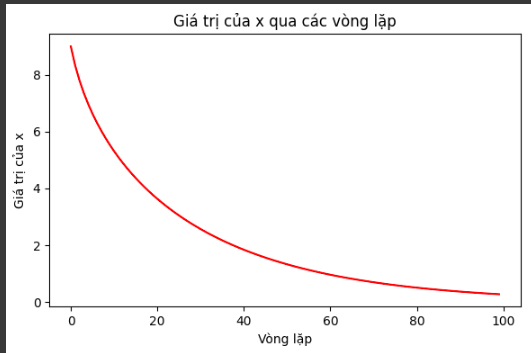 Giá trị của x qua các vòng lặp
Giá trị của x
8
6
4
2
0
0 20 40 60 80 100
Vòng lặp